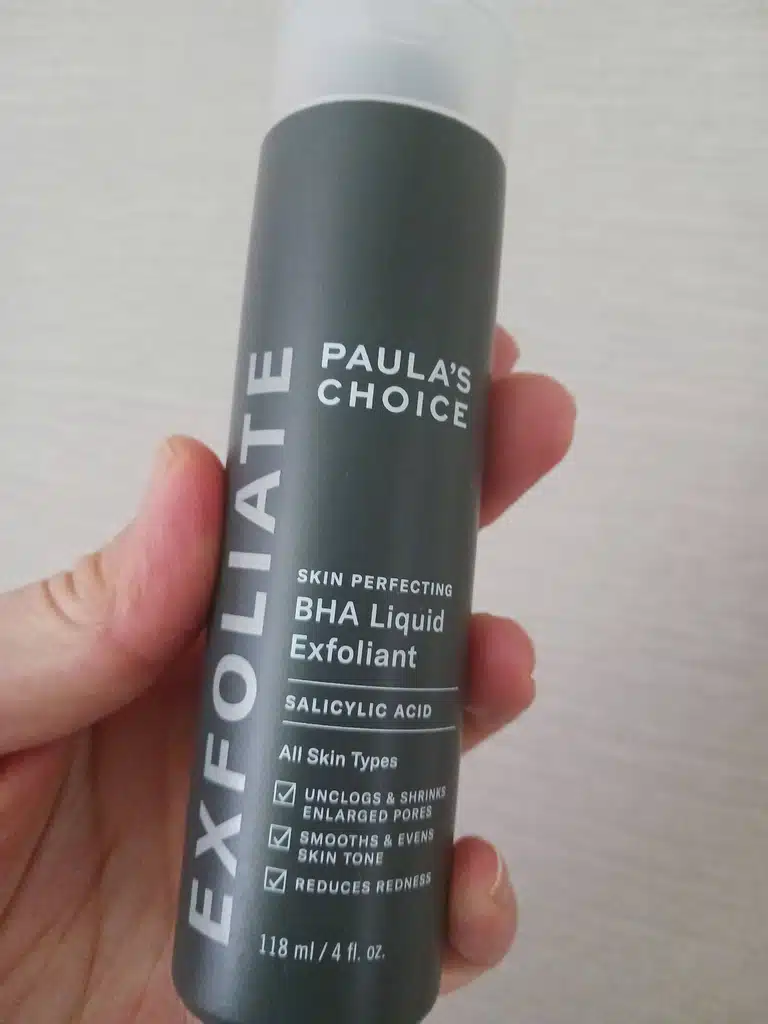 EXFOLIATE
PAULA'S
CHOICE
SKIN PERFECTING
BHA Liquid
Exfoliant
SALICYLIC ACID
All Skin Types
UNCLOGS & SHRINKS
ENLARGED PORES
SMOOTHS & EVENS
SKIN TONE
REDUCES REDNESS
118 ml / 4 fl. oz.